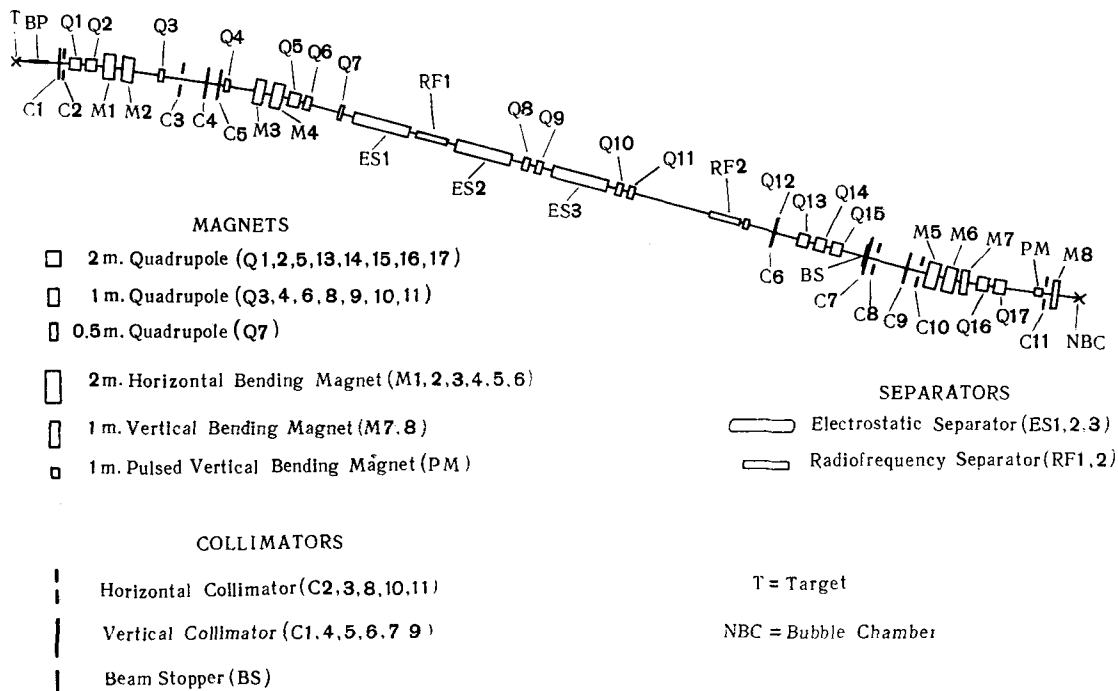 T BP Q1 Q2 Q3 Q4 Q5 Q6 Q7 RF1 Q8 Q9 Q10 Q11 RF2 Q12 Q13 Q14 Q15 M5 M6 M7 PM M8
C1 C2 M1 M2 C3 C4 C5 M3 M4 ES1 ES2 ES3 C6 BS C7 C8 C9 C10 Q16 Q17 C11 NBC
MAGNETS
2 m. Quadrupole (Q1,2,5,13,14,15,16,17)
1 m. Quadrupole (Q3,4,6,8,9,10,11)
0.5 m. Quadrupole (Q7)
2 m. Horizontal Bending Magnet (M1,2,3,4,5,6)
1 m. Vertical Bending Magnet (M7.8)
1 m. Pulsed Vertical Bending Magnet (PM)
SEPARATORS
Electrostatic Separator (ES1,2,3)
Radiofrequency Separator (RF1,2)
COLLIMATORS
Horizontal Collimator (C2,3,8,10,11)
Vertical Collimator (C1,4,5,6,7 9)
Beam Stopper (BS)
T = Target
NBC = Bubble Chamber